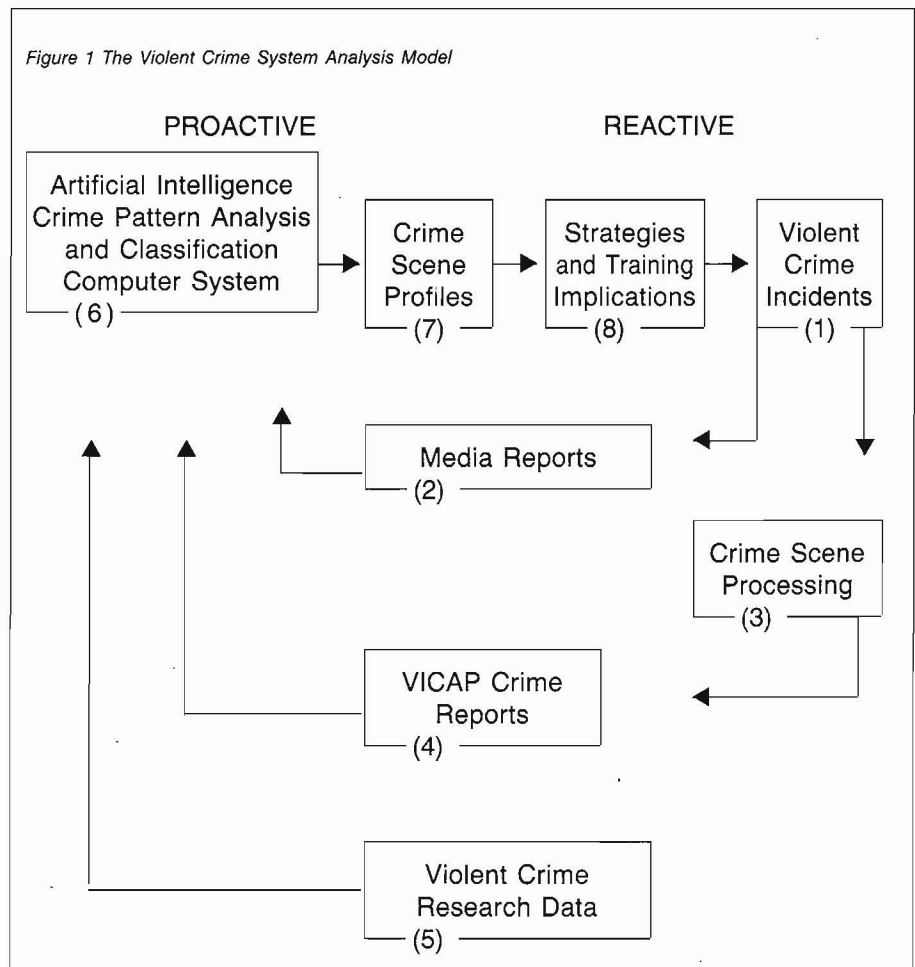 Figure 1 The Violent Crime System Analysis Model
PROACTIVE
REACTIVE
Artificial Intelligence
Crime Pattern Analysis
and Classification
Computer System
(6)
Crime
Scene
Profiles
(7)
Strategies
and Training
Implications
(8)
Violent
Crime
Incidents
(1)
Media Reports
(2)
Crime Scene
Processing
(3)
VICAP Crime
Reports
(4)
Violent Crime
Research Data
(5)